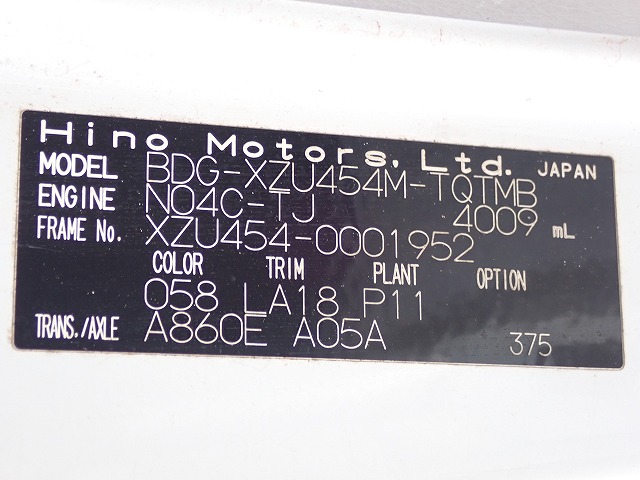 Hino Motors, Ltd. JAPAN
MODEL BDG-XZU454M-TQTMB
ENGINE N04C-TJ 4009 mL
FRAME No. XZU454-0001952
COLOR TRIM PLANT OPTION
058 LA18 P11
TRANS./AXLE A860E A05A 375